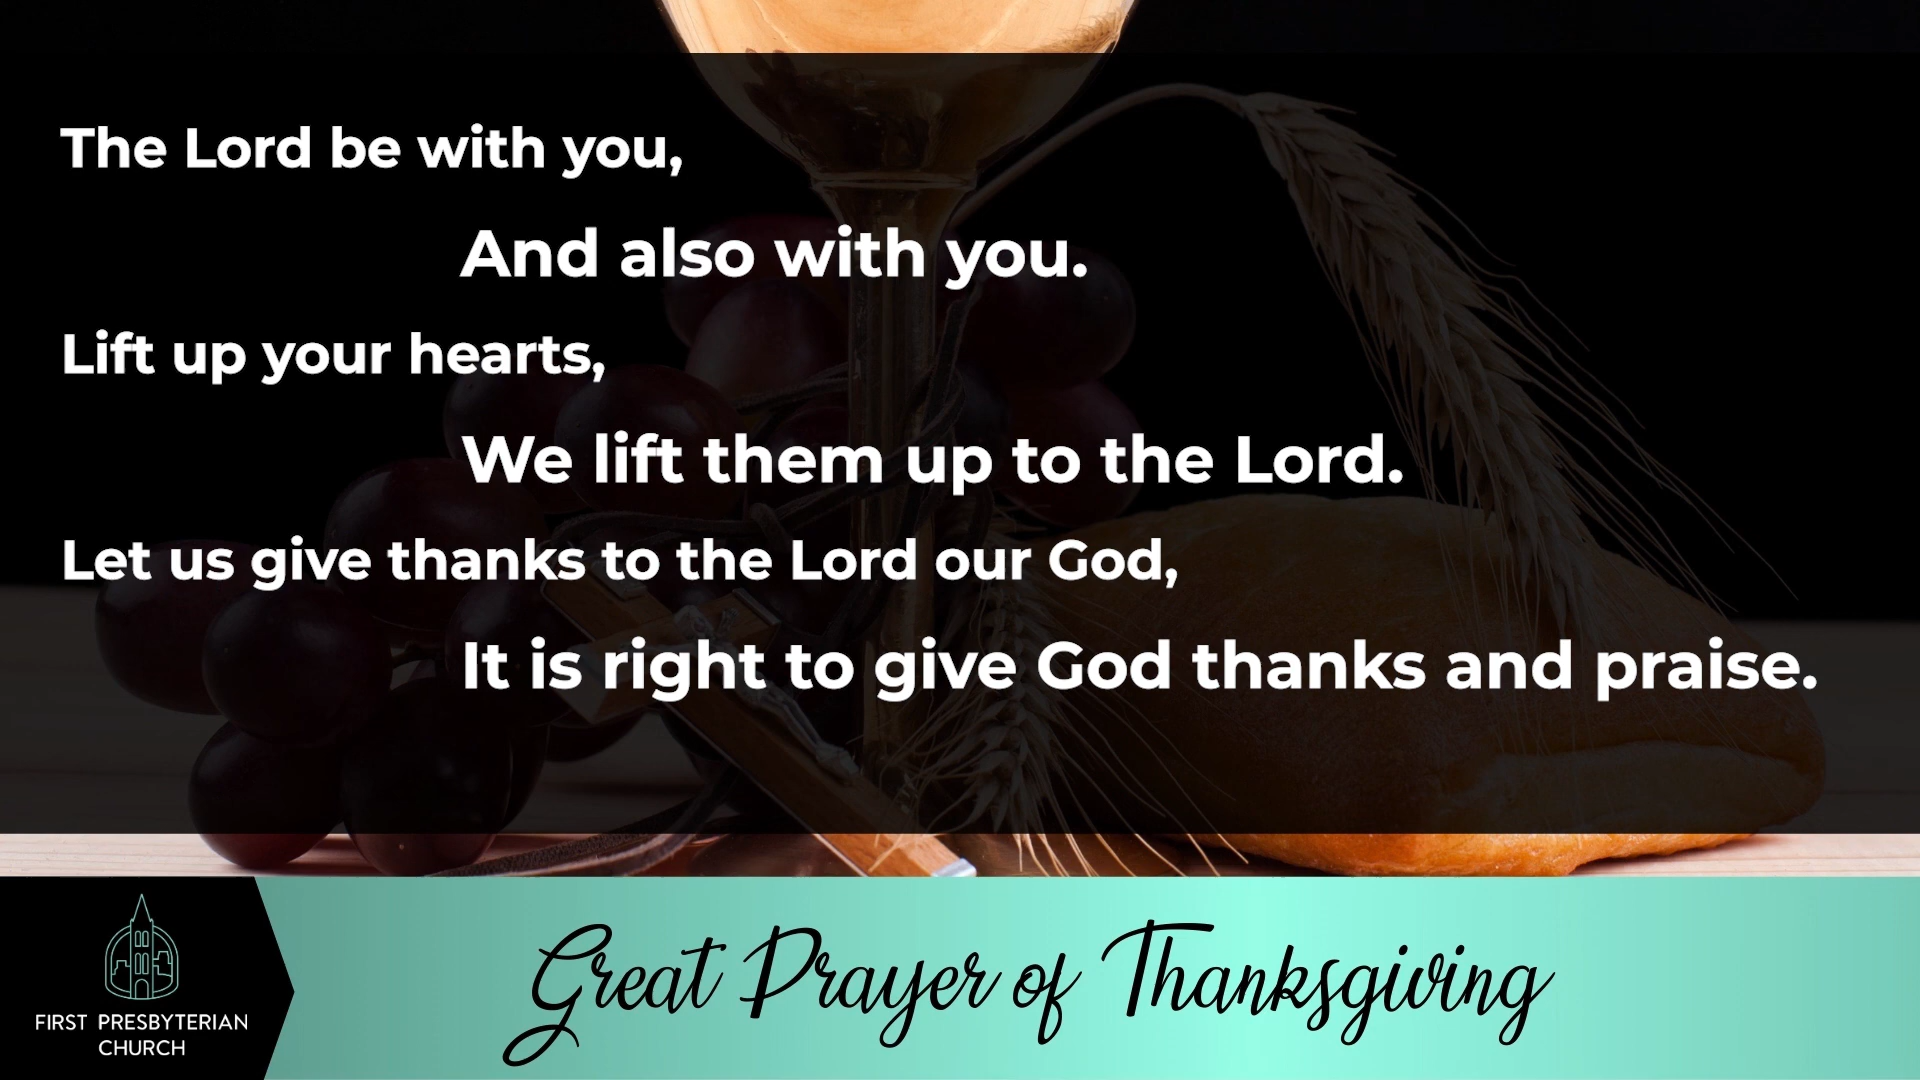 The Lord be with you,
And also with you.
Lift up your hearts,
We lift them up to the Lord.
Let us give thanks to the Lord our God,
It is right to give God thanks and praise.
Great Prayer of Thanksgiving
FIRST PRESBYTERIAN
CHURCH